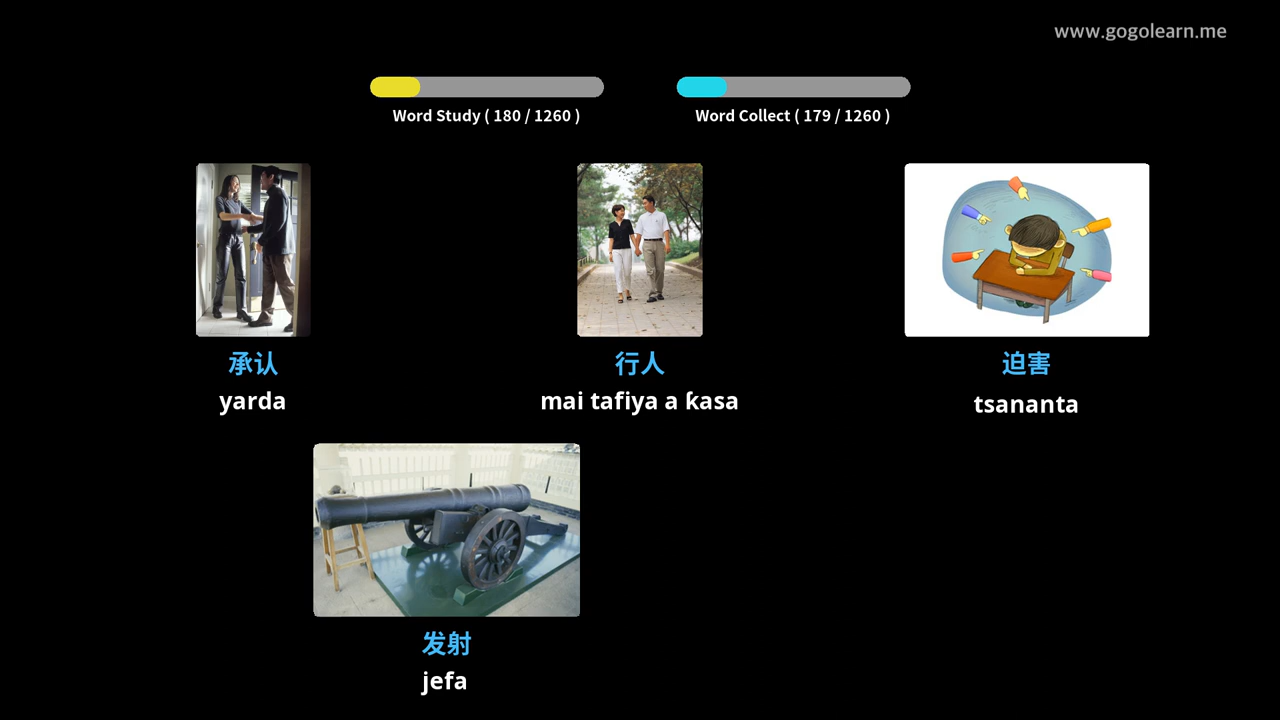 www.gogolearn.me
Word Study ( 180 / 1260 )
Word Collect ( 179 / 1260 )
承认
yarda
行人
mai tafiya a ƙasa
迫害
tsananta
发射
jefa